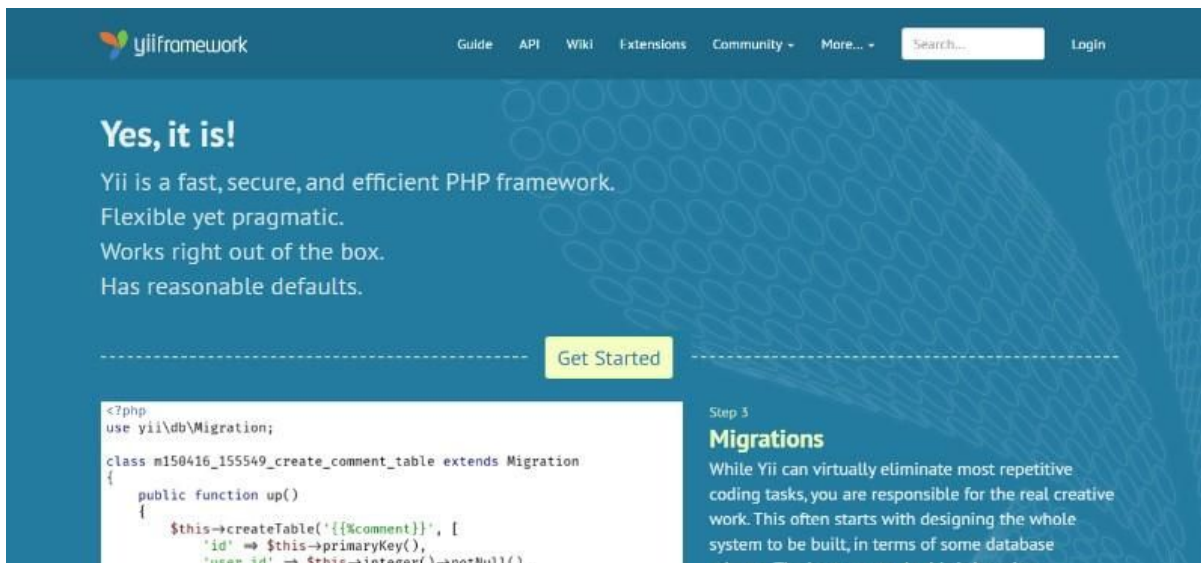 yiiframework
Guide API Wiki Extensions Community More... Search... Login
Yes, it is!
Yii is a fast, secure, and efficient PHP framework.
Flexible yet pragmatic.
Works right out of the box.
Has reasonable defaults.
Get Started
<?php
use yii\db\Migration;
class m150416_155549_create_comment_table extends Migration
{
public function up()
{
$this->createTable('{{%comment}}', [
'id' => $this->primaryKey(),
'user_id' => $this->integer()->notNull(),
Step 3
Migrations
While Yii can virtually eliminate most repetitive
coding tasks, you are responsible for the real creative
work. This often starts with designing the whole
system to be built, in terms of some database